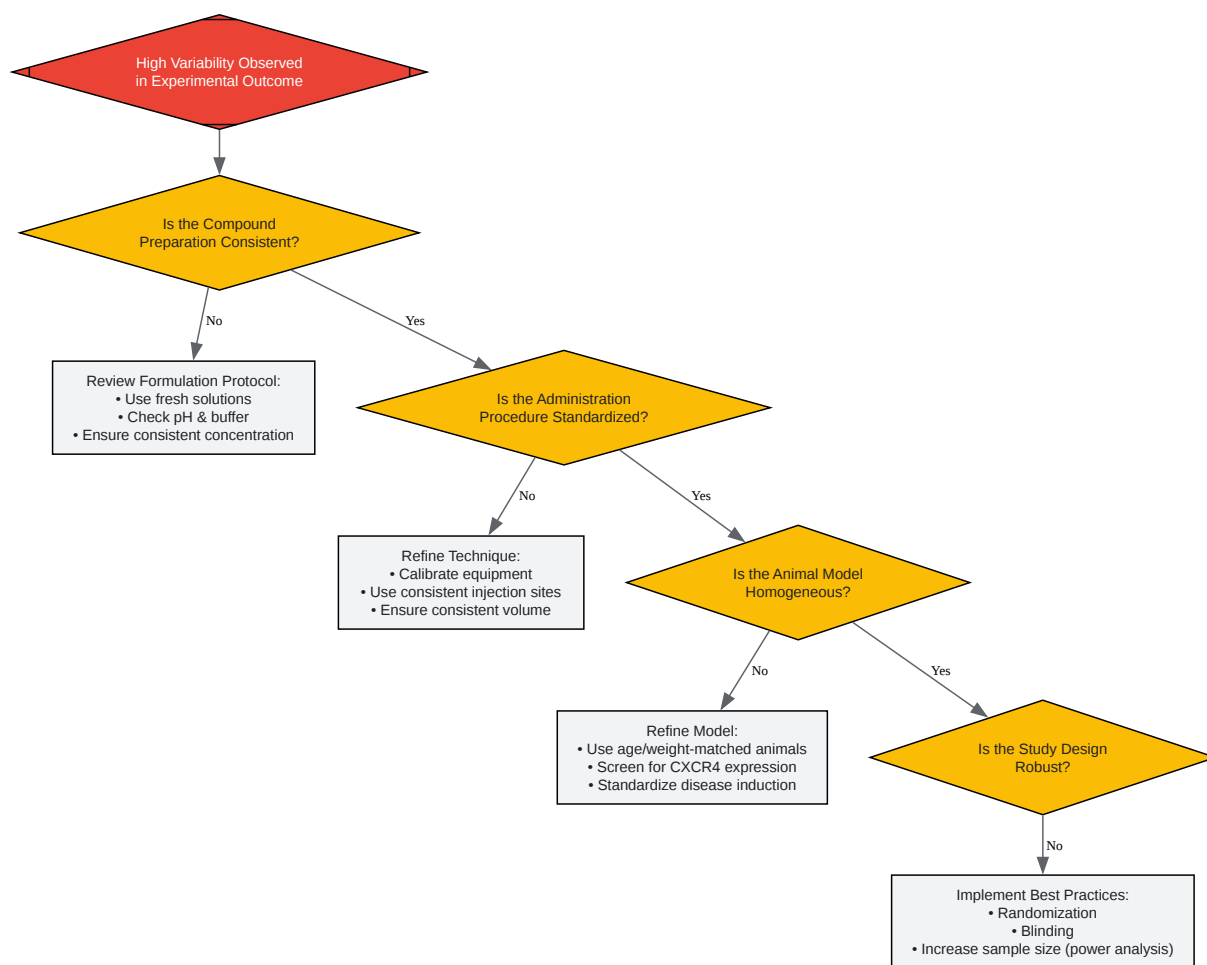 High Variability Observed
in Experimental Outcome
Is the Compound
Preparation Consistent?
No
Yes
Review Formulation Protocol:
• Use fresh solutions
• Check pH & buffer
• Ensure consistent concentration
Is the Administration
Procedure Standardized?
No
Yes
Refine Technique:
• Calibrate equipment
• Use consistent injection sites
• Ensure consistent volume
Is the Animal Model
Homogeneous?
No
Yes
Refine Model:
• Use age/weight-matched animals
• Screen for CXCR4 expression
• Standardize disease induction
Is the Study Design
Robust?
No
Implement Best Practices:
• Randomization
• Blinding
• Increase sample size (power analysis)